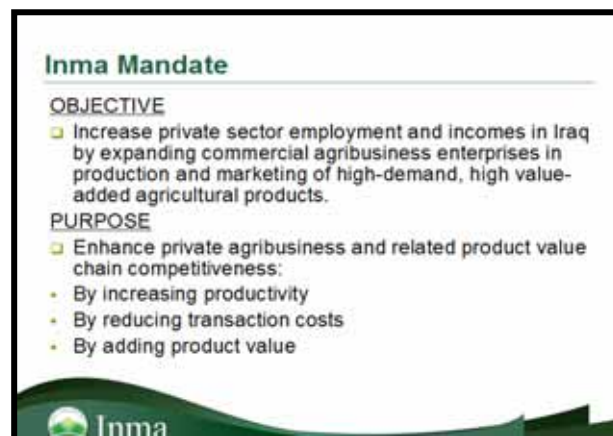 Inma Mandate
OBJECTIVE
Increase private sector employment and incomes in Iraq
by expanding commercial agribusiness enterprises in
production and marketing of high-demand, high value-
added agricultural products.
PURPOSE
Enhance private agribusiness and related product value
chain competitiveness:
By increasing productivity
By reducing transaction costs
By adding product value
Inma